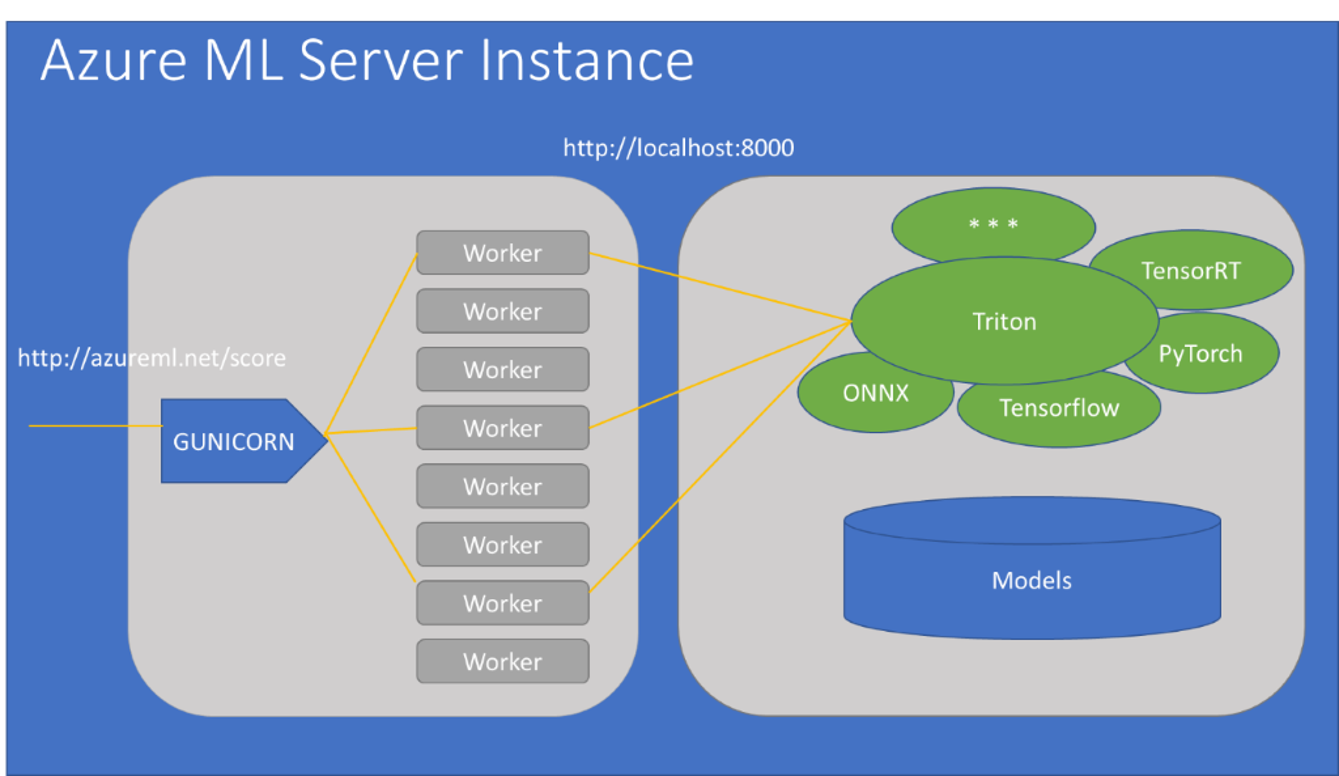 Azure ML Server Instance
http://localhost:8000
http://azureml.net/score
GUNICORN
Worker
Worker
Worker
Worker
Worker
Worker
Worker
Worker
* * *
TensorRT
Triton
PyTorch
ONNX
Tensorflow
Models